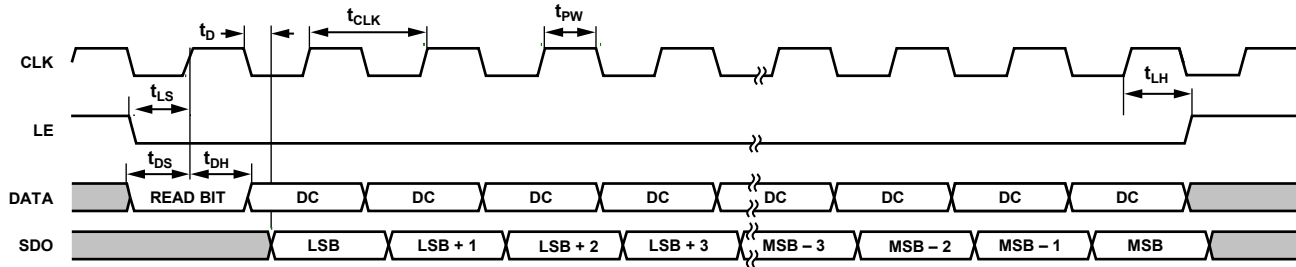 tD
tCLK
tPW
CLK
tLS
tLH
LE
tDS
tDH
DATA
READ BIT
DC
DC
DC
DC
DC
DC
DC
DC
SDO
LSB
LSB + 1
LSB + 2
LSB + 3
MSB – 3
MSB – 2
MSB – 1
MSB